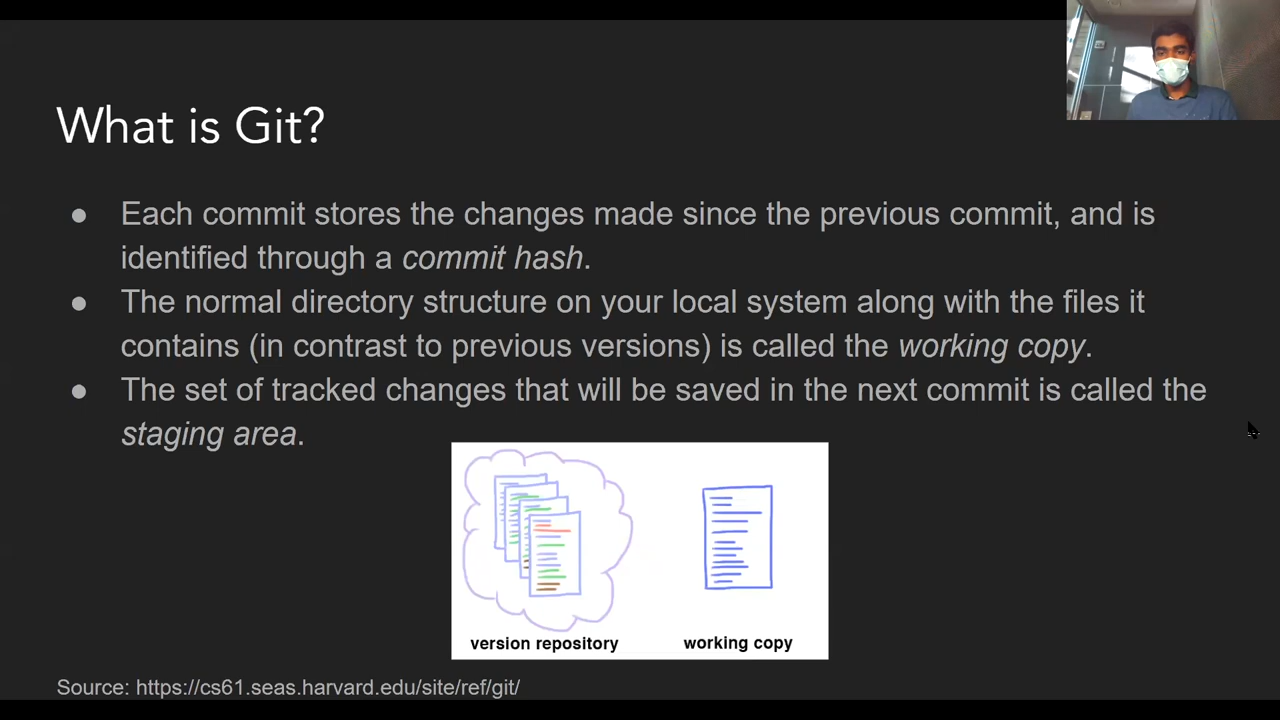 What is Git?
● Each commit stores the changes made since the previous commit, and is
identified through a commit hash.
● The normal directory structure on your local system along with the files it
contains (in contrast to previous versions) is called the working copy.
● The set of tracked changes that will be saved in the next commit is called the
staging area.
version repository
working copy
Source: https://cs61.seas.harvard.edu/site/ref/git/